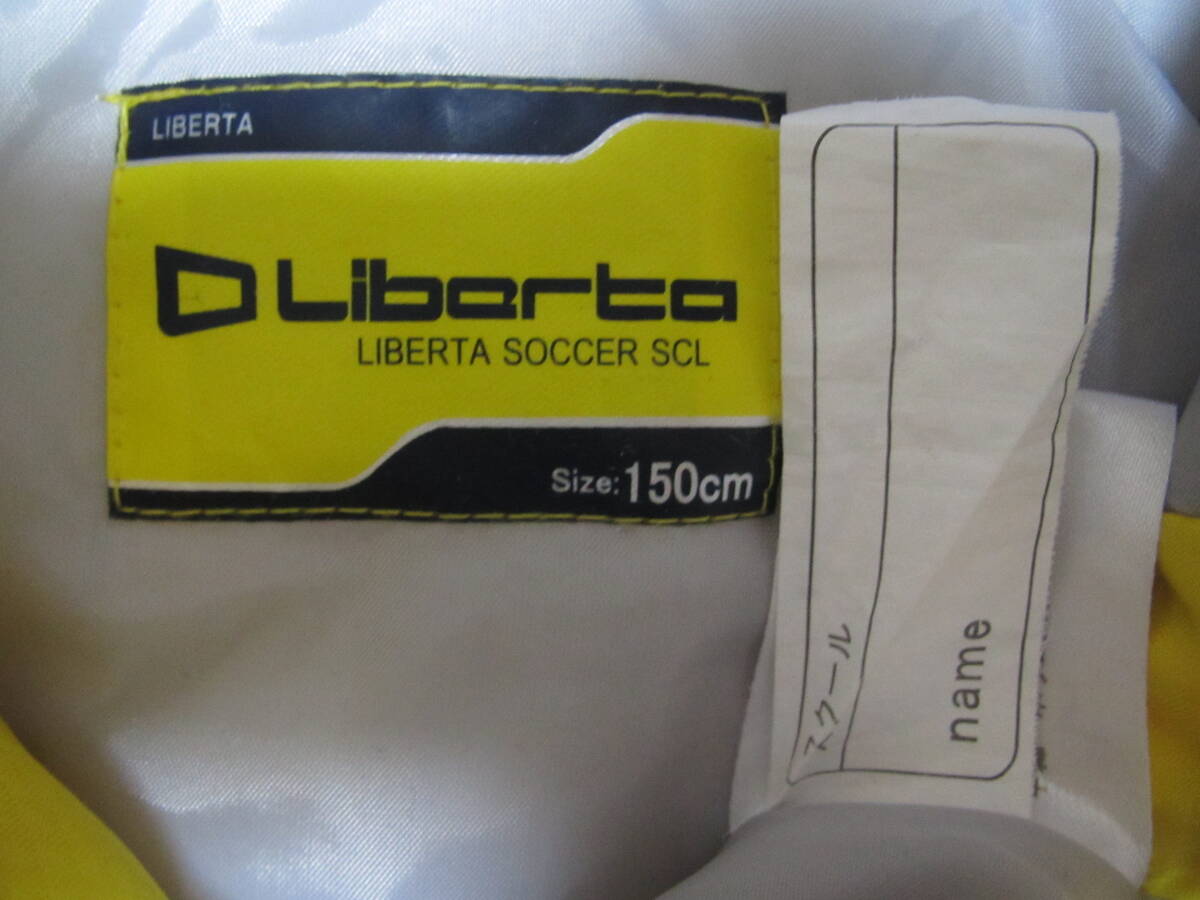 LIBERTA
Liberta
LIBERTA SOCCER SCL
Size: 150cm
スクール
name